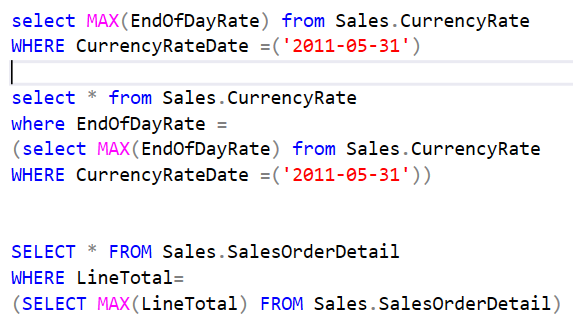 select MAX(EndOfDayRate) from Sales.CurrencyRate
WHERE CurrencyRateDate =('2011-05-31')
select * from Sales.CurrencyRate
where EndOfDayRate =
(select MAX(EndOfDayRate) from Sales.CurrencyRate
WHERE CurrencyRateDate =('2011-05-31'))
SELECT * FROM Sales.SalesOrderDetail
WHERE LineTotal=
(SELECT MAX(LineTotal) FROM Sales.SalesOrderDetail)